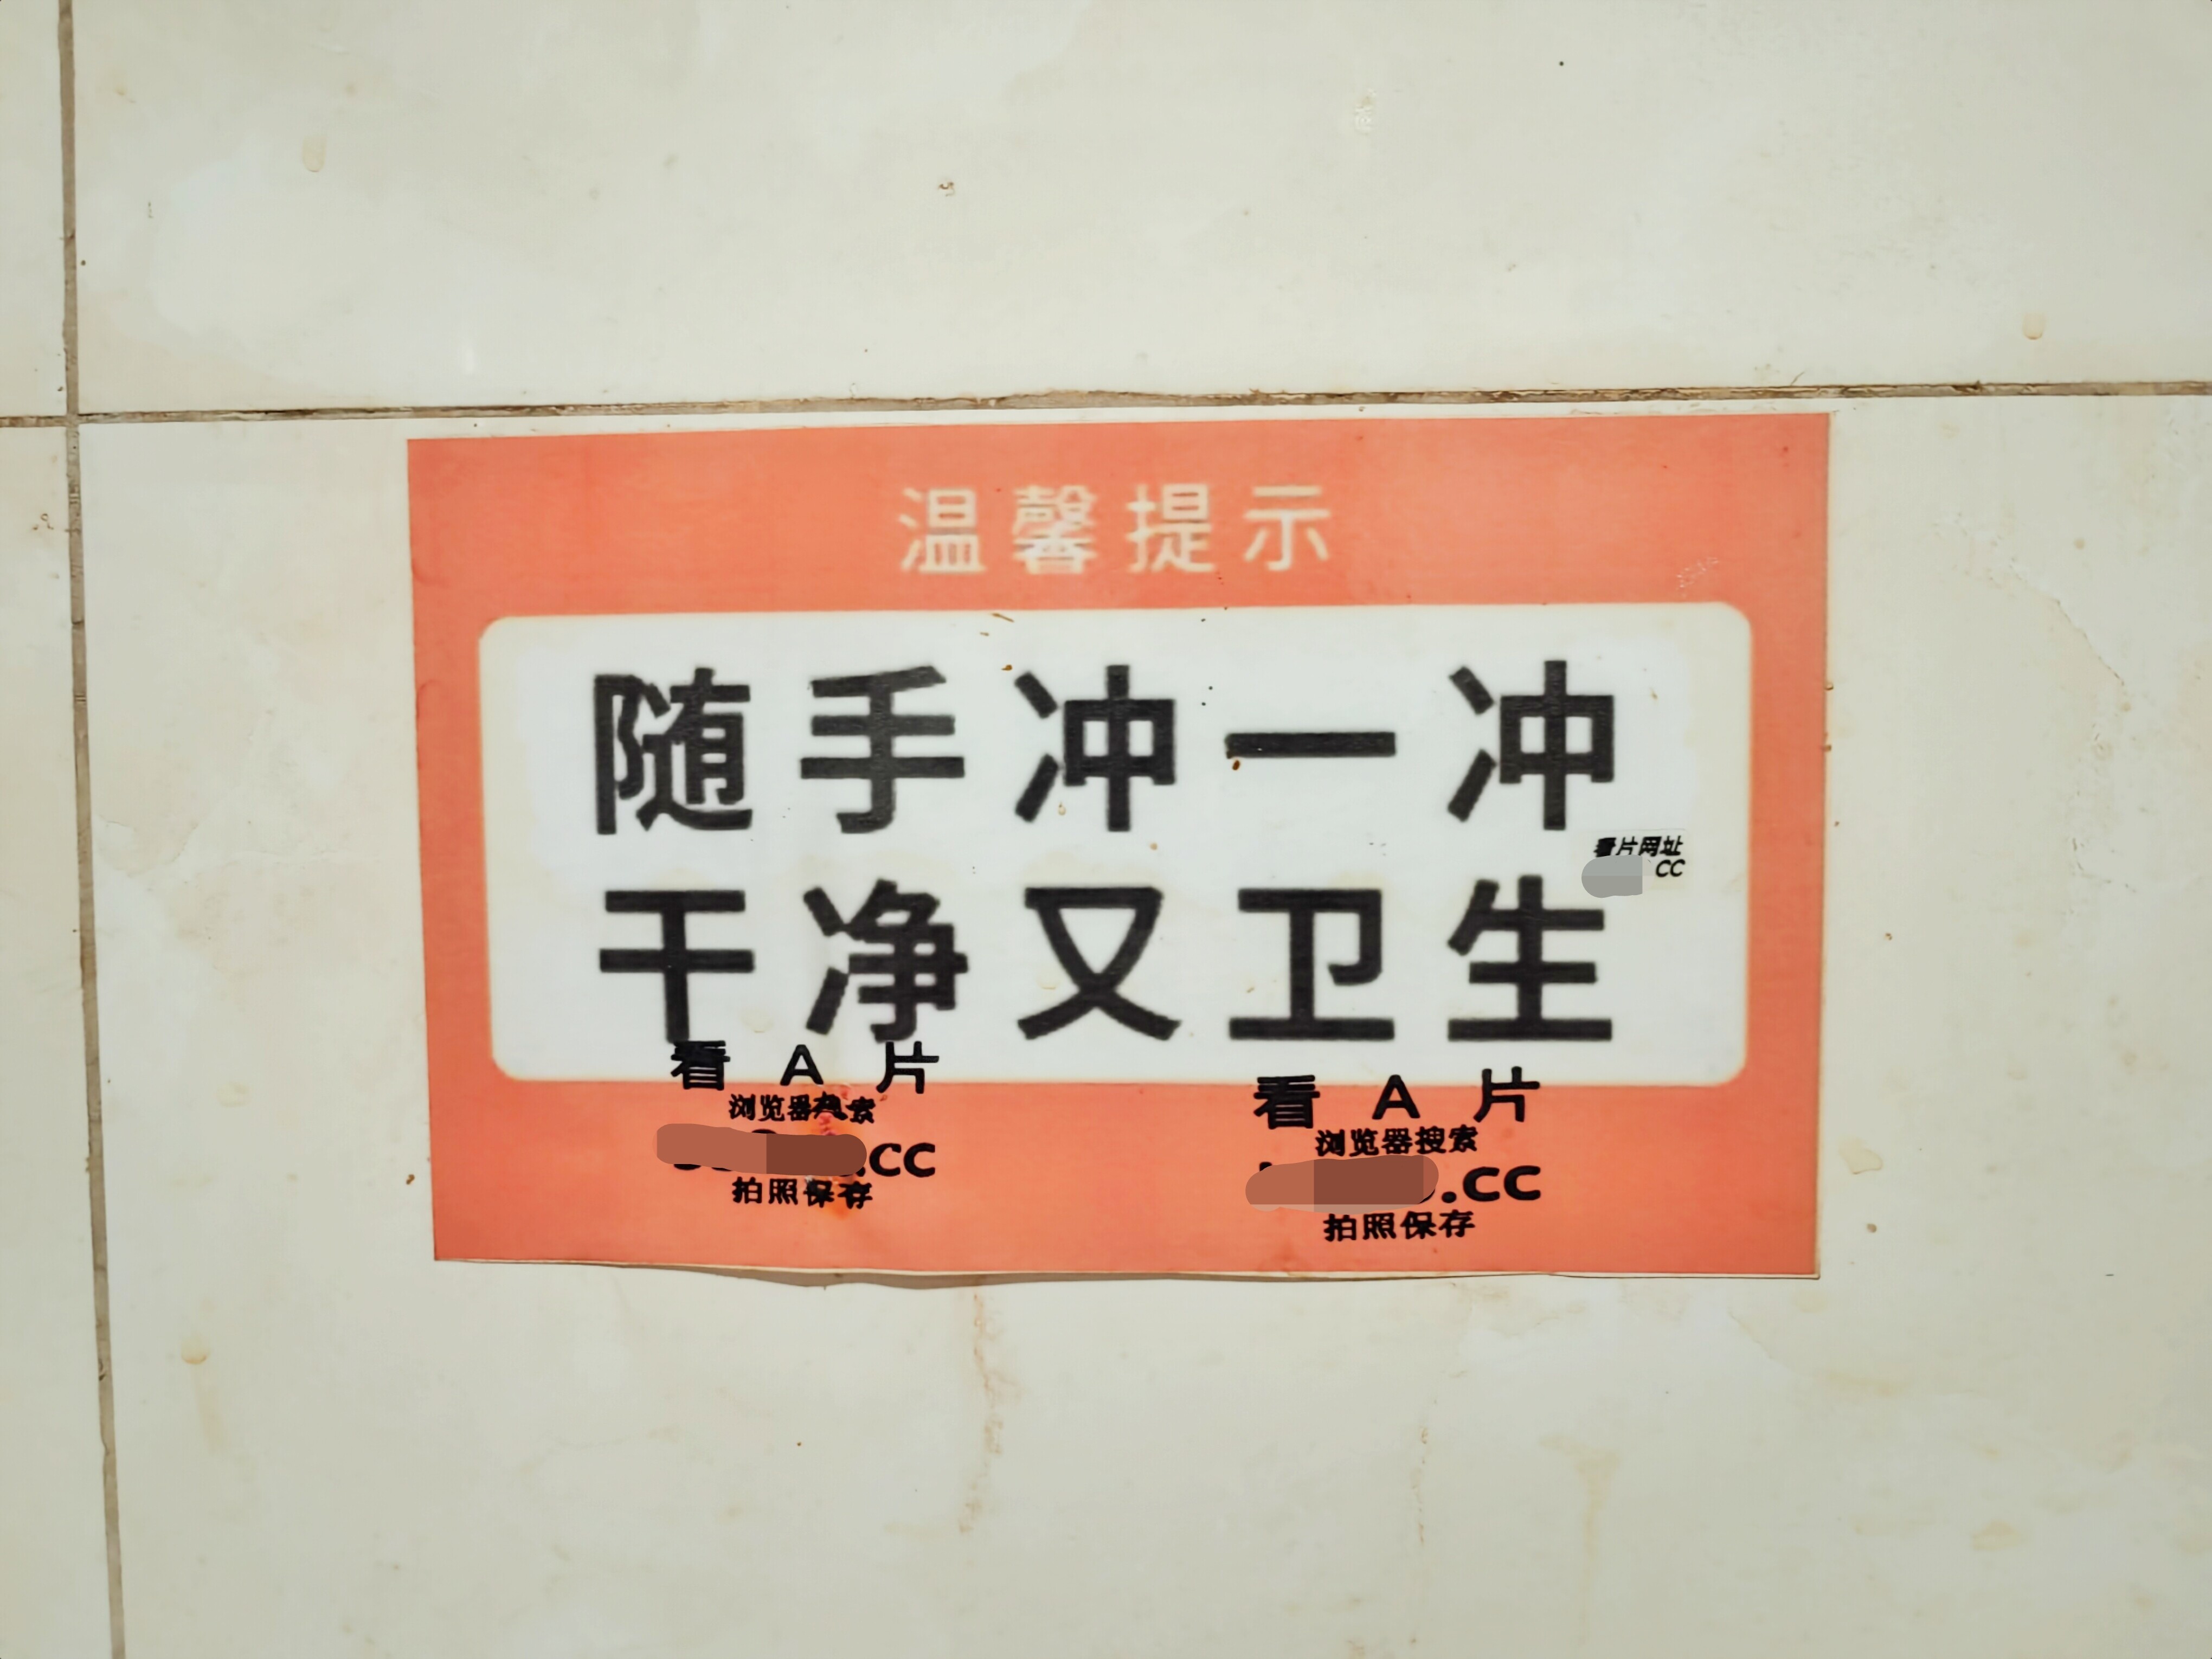 温馨提示
随手冲一冲
看片网址
CC
干净又卫生
看 A 片
浏览器搜索
.CC
拍照保存
看 A 片
浏览器搜索
.CC
拍照保存